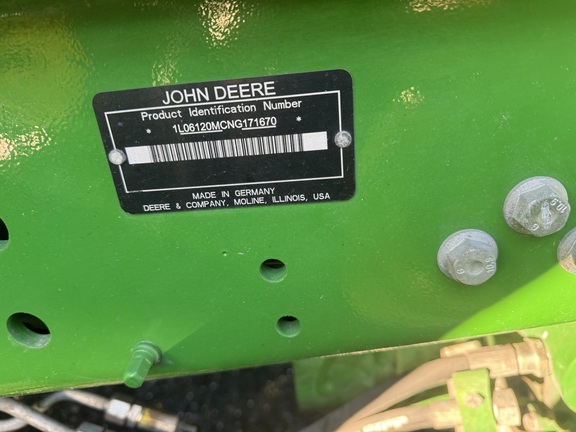 JOHN DEERE
Product Identification Number
* 1L06120MCNG171670 *
MADE IN GERMANY
DEERE & COMPANY, MOLINE, ILLINOIS, USA